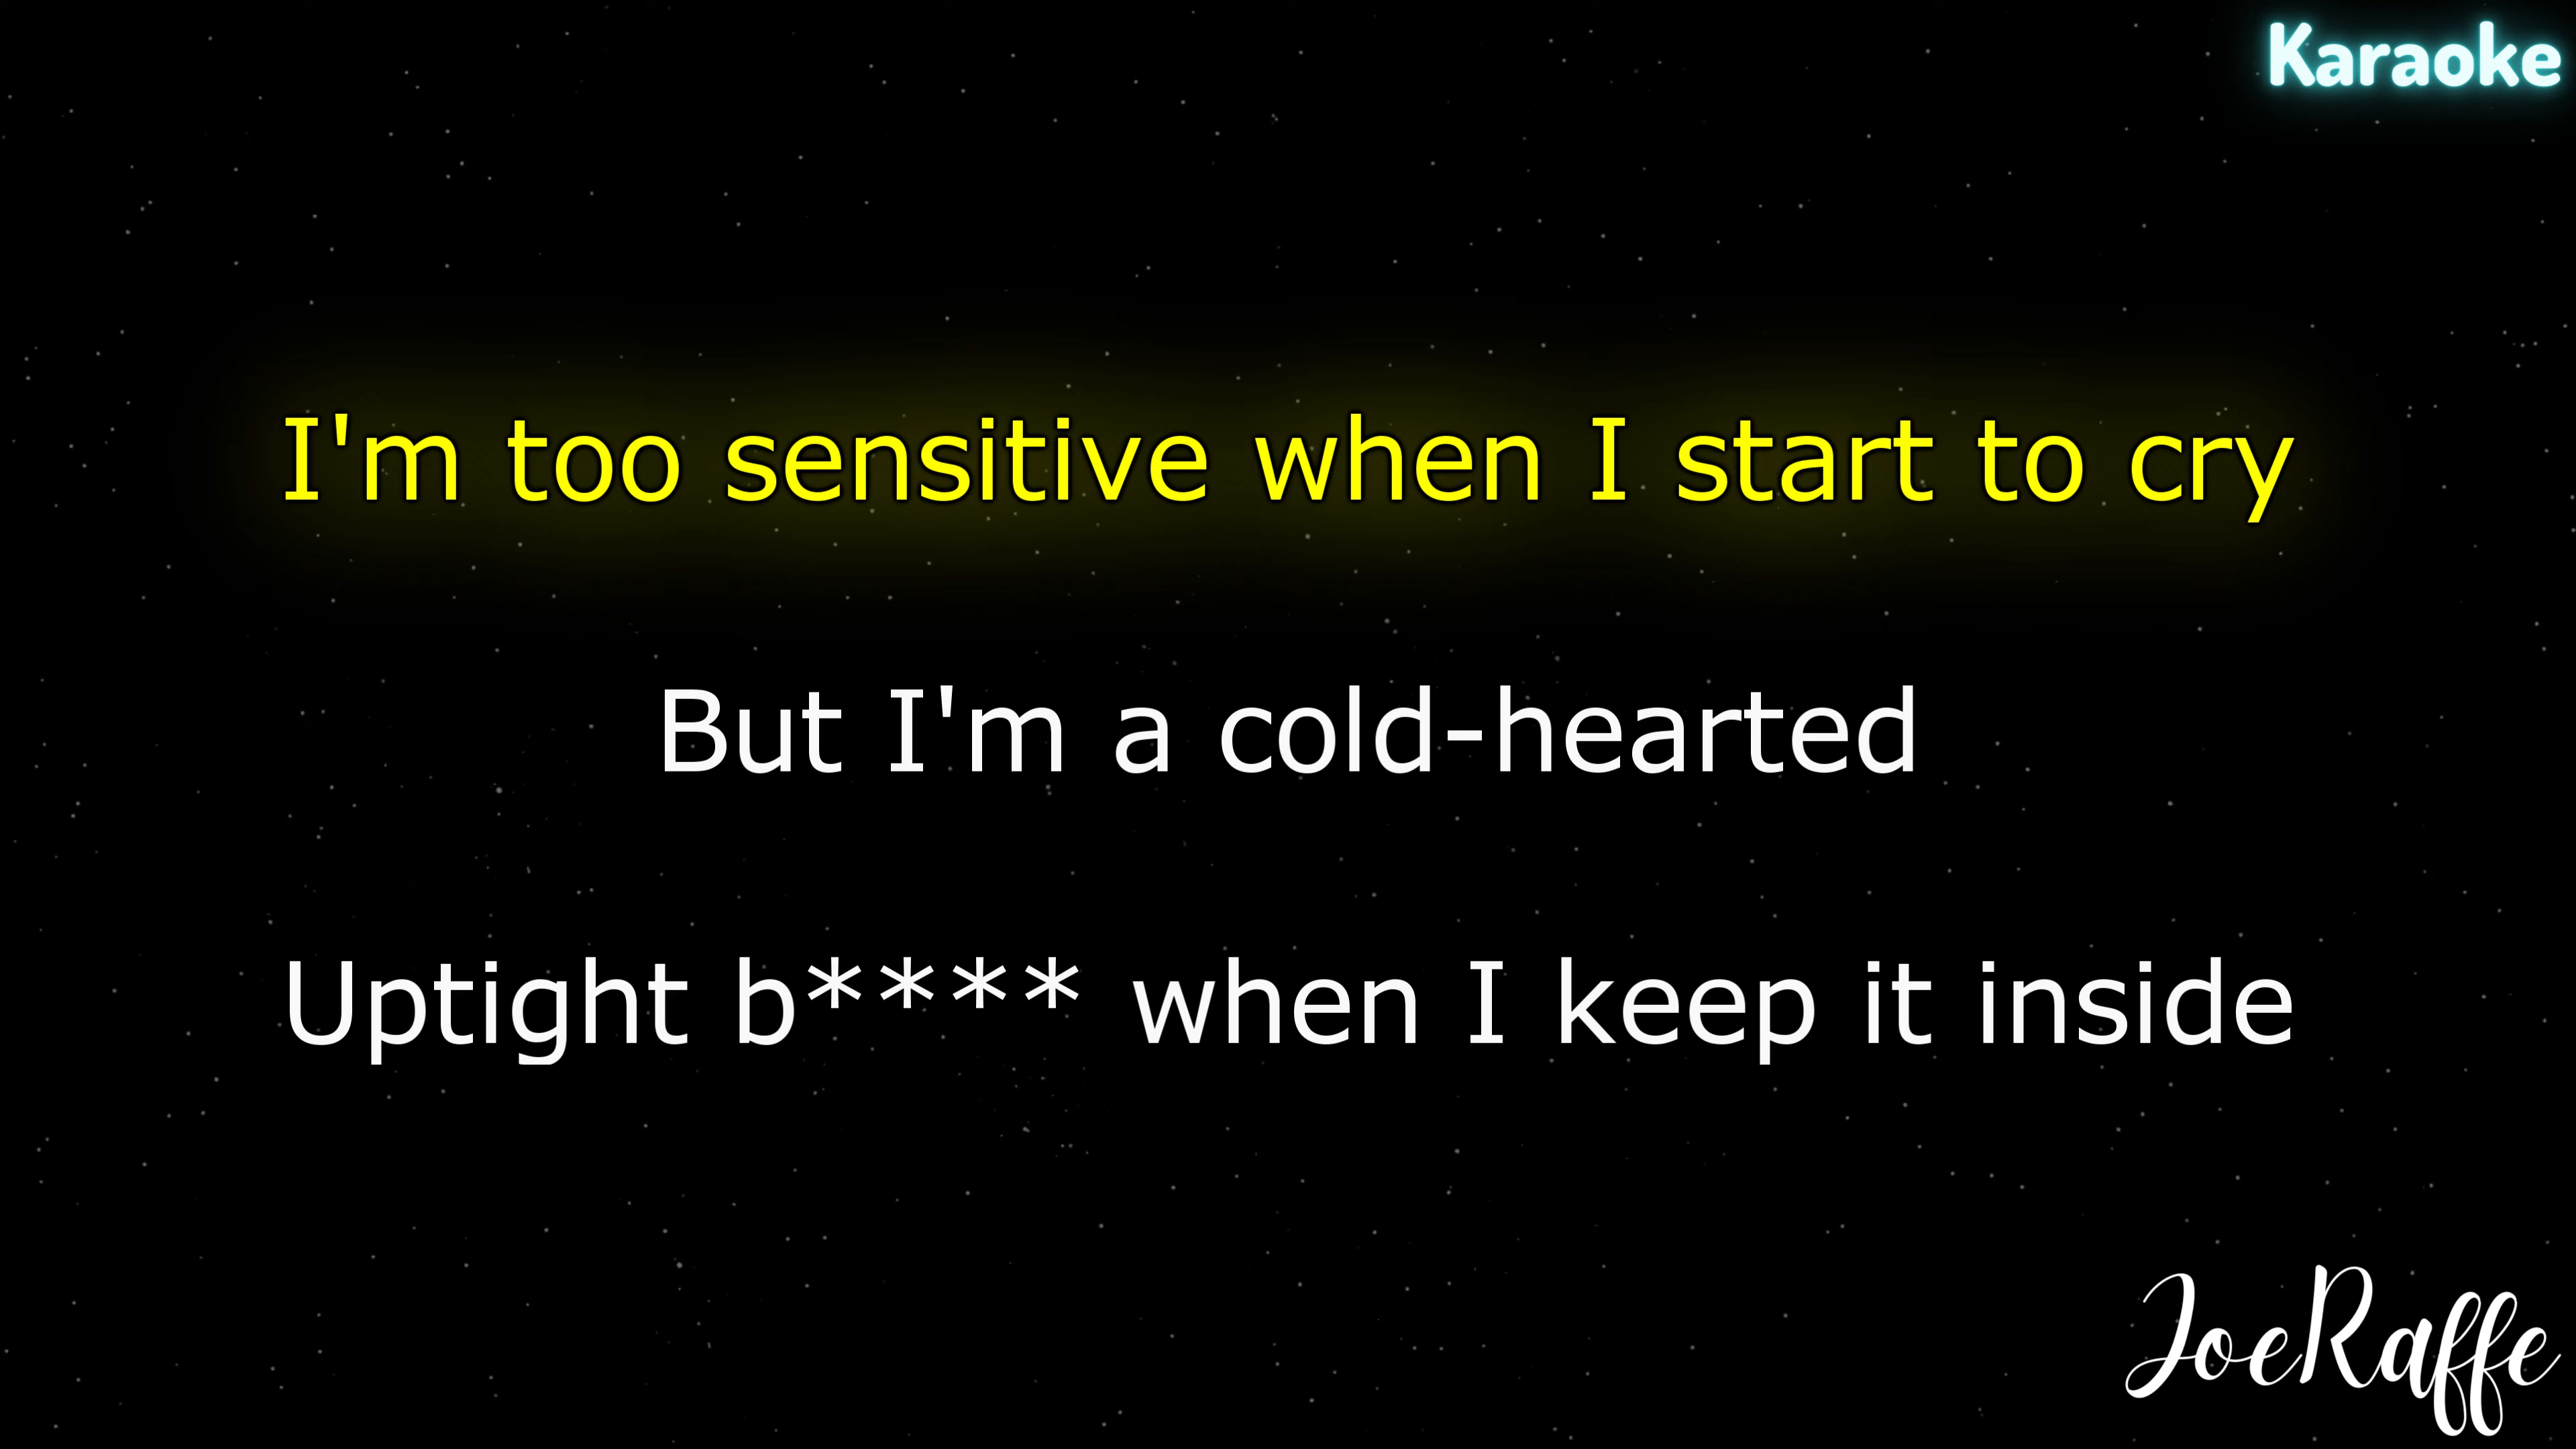 Karaoke
I'm too sensitive when I start to cry
But I'm a cold-hearted
Uptight b**** when I keep it inside
JoeRaffe